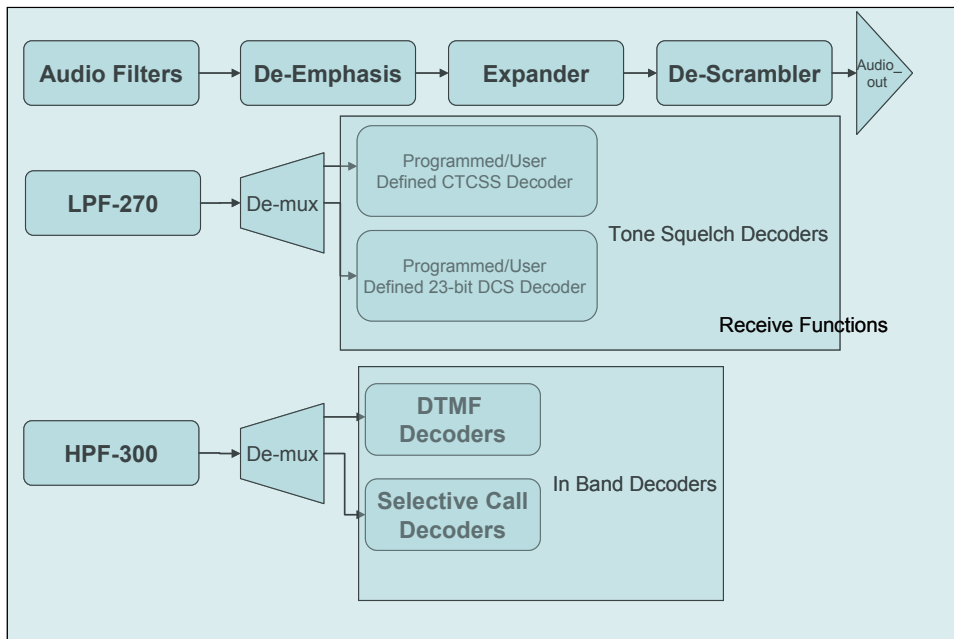 Audio Filters
De-Emphasis
Expander
De-Scrambler
Audio_
out
LPF-270
De-mux
Programmed/User
Defined CTCSS Decoder
Programmed/User
Defined 23-bit DCS Decoder
Tone Squelch Decoders
Receive Functions
HPF-300
De-mux
DTMF
Decoders
Selective Call
Decoders
In Band Decoders